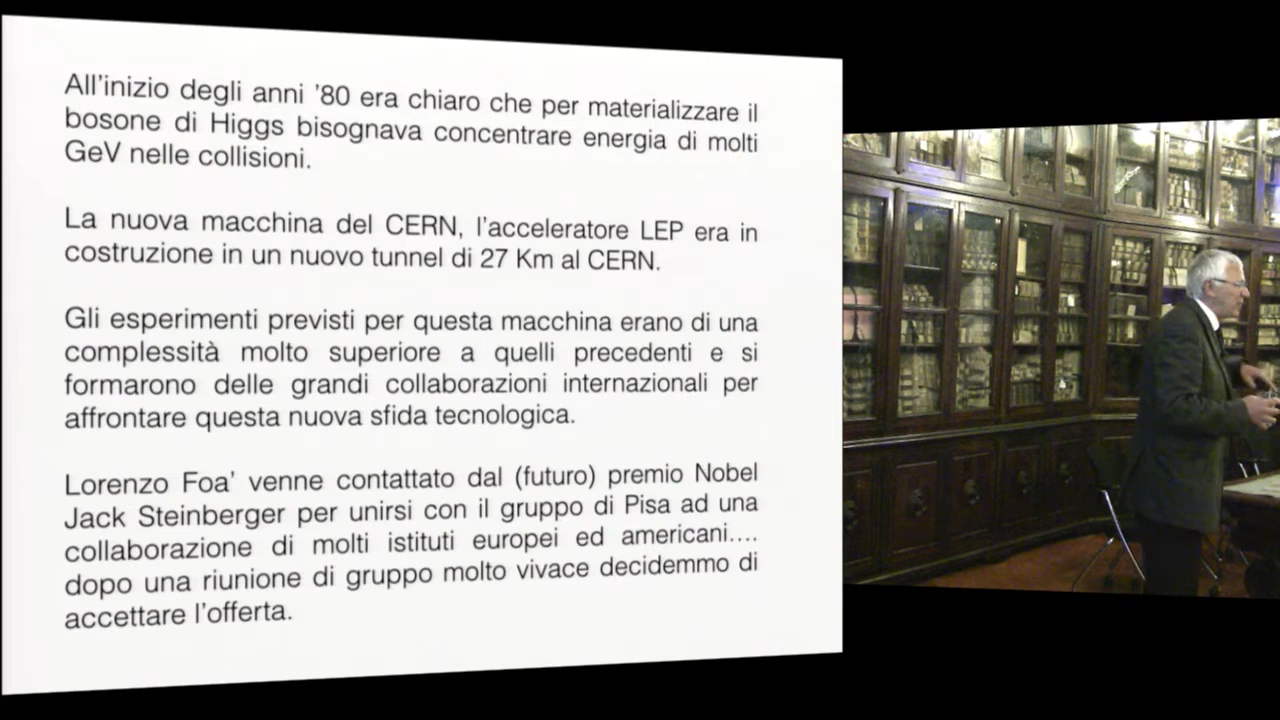 All'inizio degli anni '80 era chiaro che per materializzare il
bosone di Higgs bisognava concentrare energia di molti
GeV nelle collisioni.
La nuova macchina del CERN, l'acceleratore LEP era in
costruzione in un nuovo tunnel di 27 Km al CERN.
Gli esperimenti previsti per questa macchina erano di una
complessità molto superiore a quelli precedenti e si
formarono delle grandi collaborazioni internazionali per
affrontare questa nuova sfida tecnologica.
Lorenzo Foa' venne contattato dal (futuro) premio Nobel
Jack Steinberger per unirsi con il gruppo di Pisa ad una
collaborazione di molti istituti europei ed americani....
dopo una riunione di gruppo molto vivace decidemmo di
accettare l'offerta.